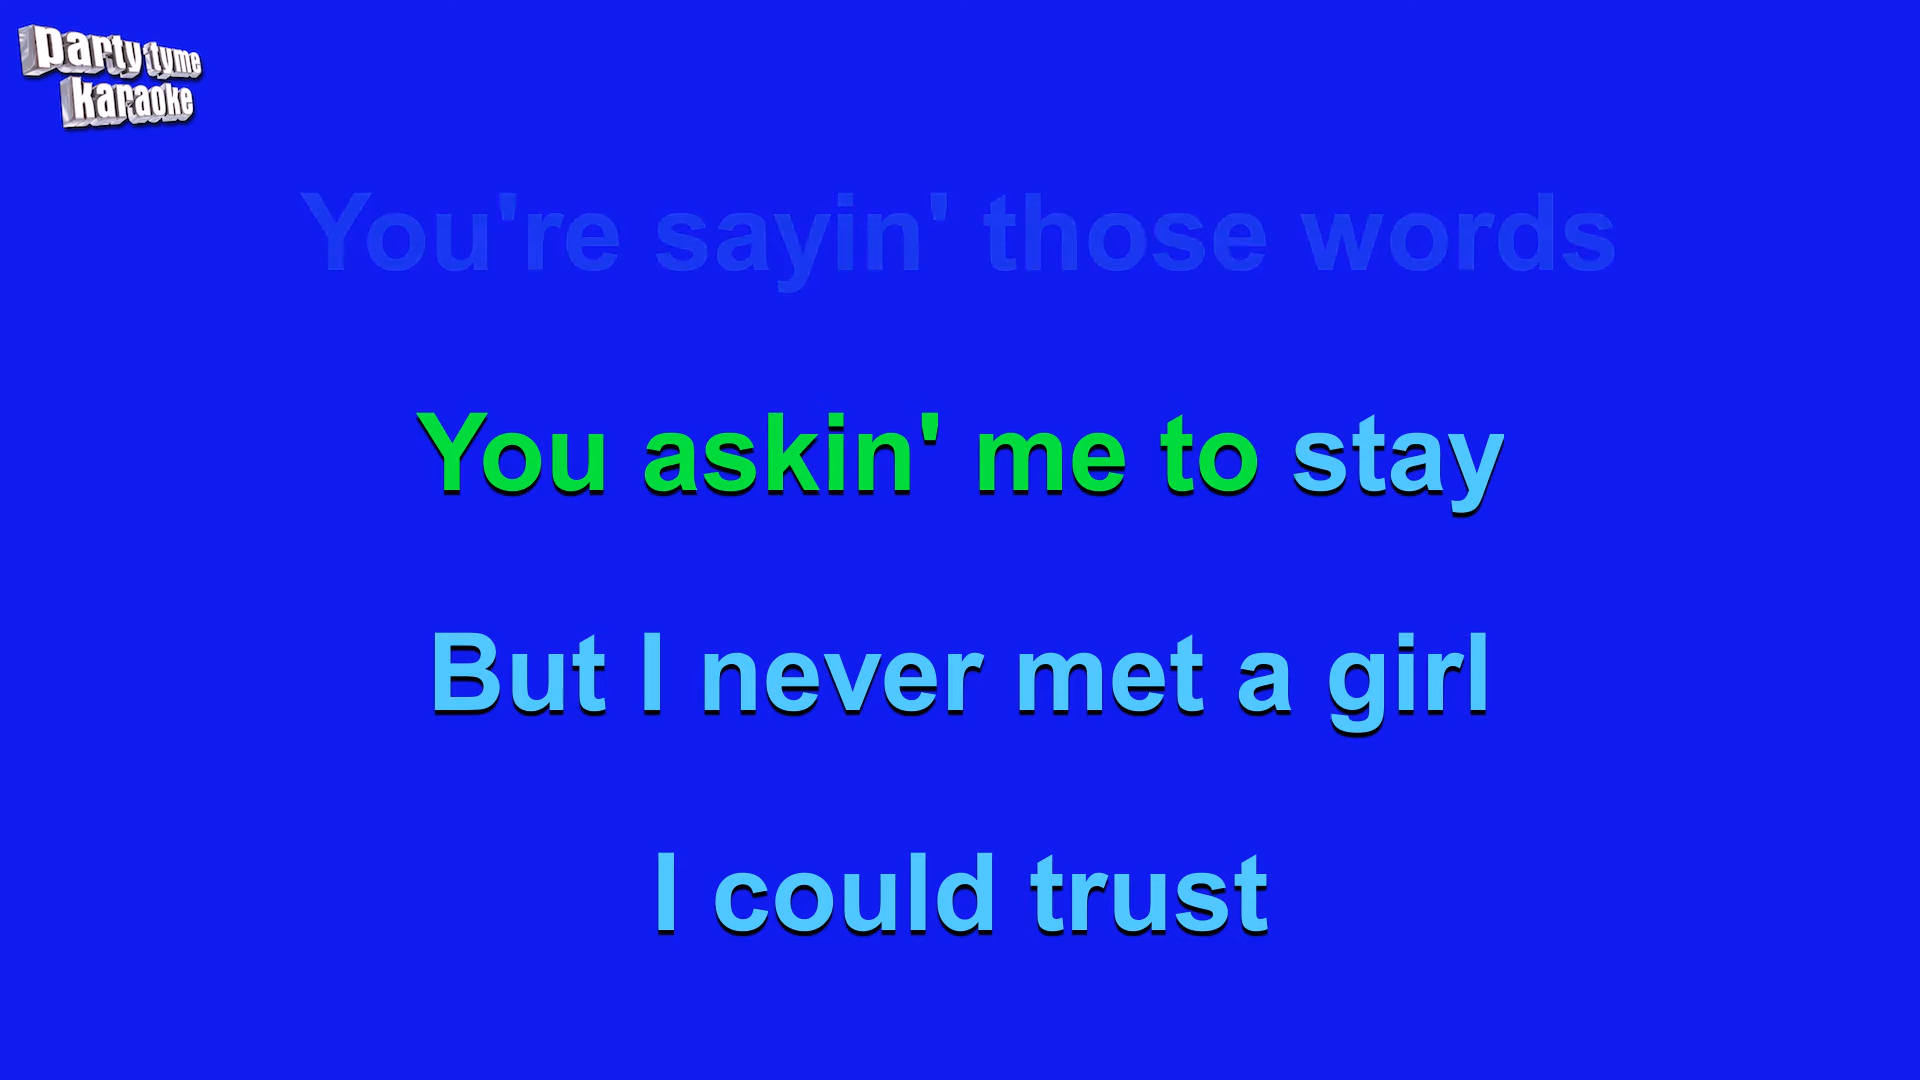 party tyme
karaoke
You're sayin' those words
You askin' me to stay
But I never met a girl
I could trust